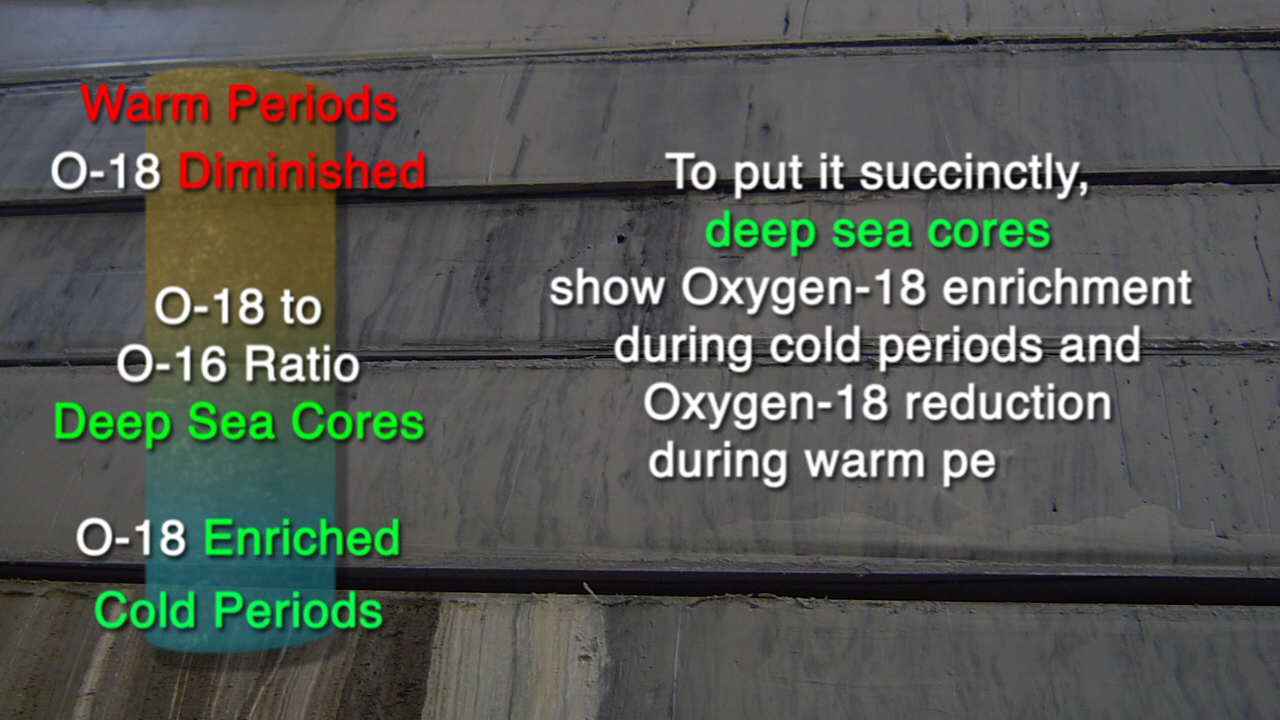 Warm Periods
O-18 Diminished
O-18 to
O-16 Ratio
Deep Sea Cores
O-18 Enriched
Cold Periods
To put it succinctly,
deep sea cores
show Oxygen-18 enrichment
during cold periods and
Oxygen-18 reduction
during warm pe